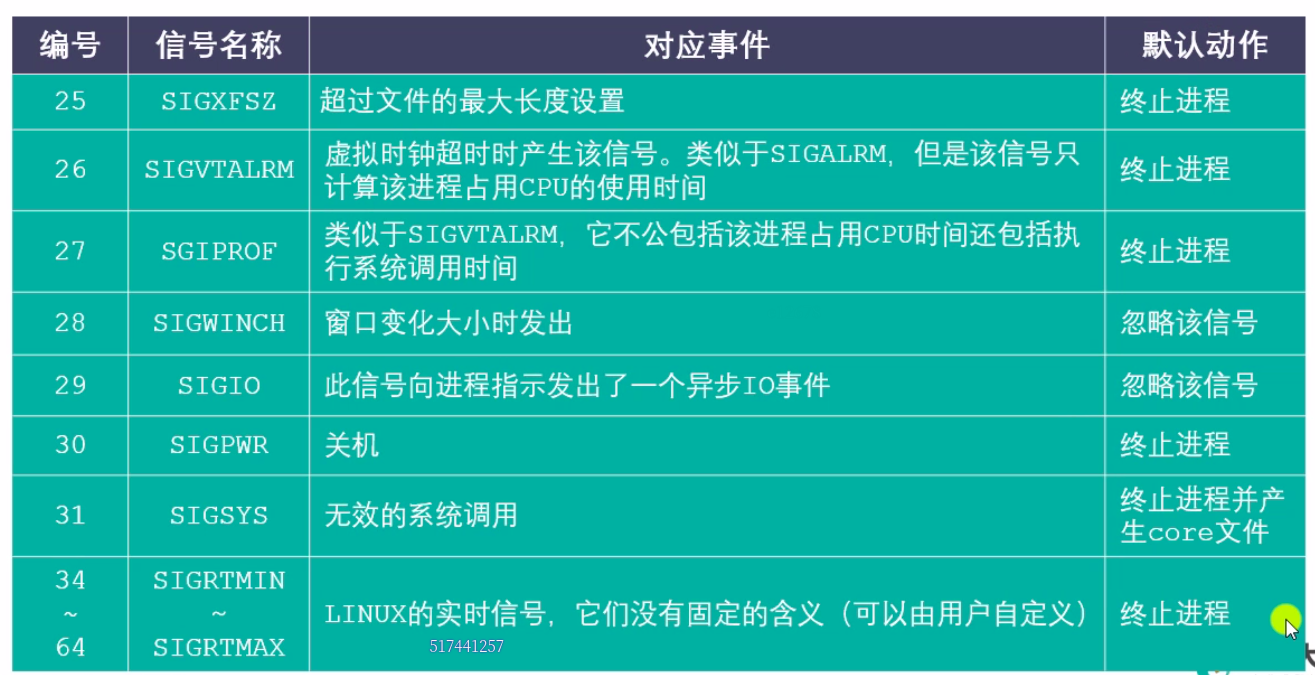 编号 信号名称 对应事件 默认动作
25 SIGXFSZ 超过文件的最大长度设置 终止进程
26 SIGVTALRM 虚拟时钟超时时产生该信号。类似于SIGALRM，但是该信号只
计算该进程占用CPU的使用时间 终止进程
27 SGIPROF 类似于SIGVTALRM，它不公包括该进程占用CPU时间还包括执
行系统调用时间 终止进程
28 SIGWINCH 窗口变化大小时发出 忽略该信号
29 SIGIO 此信号向进程指示发出了一个异步IO事件 忽略该信号
30 SIGPWR 关机 终止进程
31 SIGSYS 无效的系统调用 终止进程并产
生core文件
34 SIGRTMIN
~ ~ LINUX的实时信号，它们没有固定的含义（可以由用户自定义） 终止进程
64 SIGRTMAX
517441257